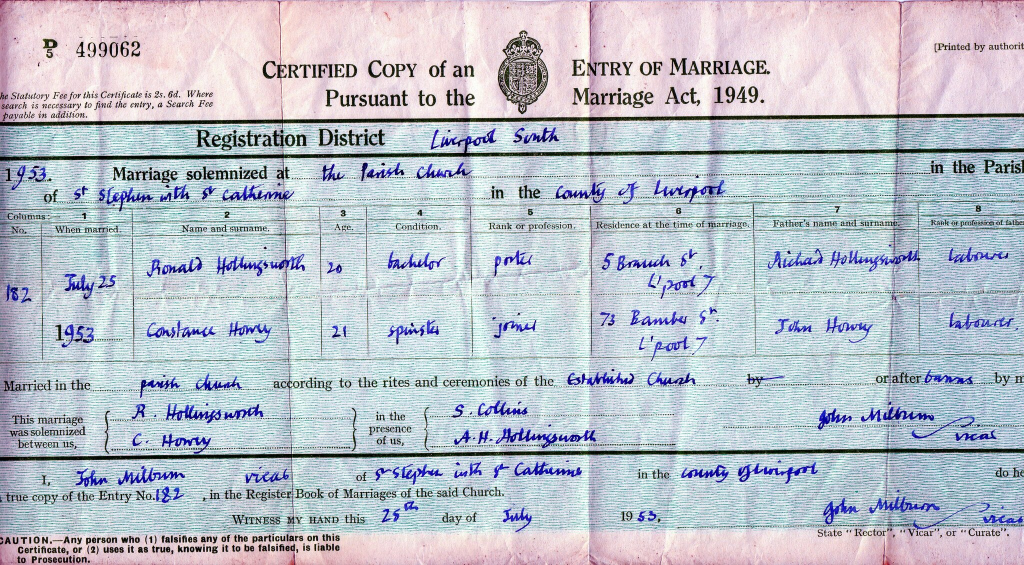 D/5 499062
[Printed by authorit
CERTIFIED COPY of an ENTRY OF MARRIAGE.
he Statutory Fee for this Certificate is 2s. 6d. Where
search is necessary to find the entry, a Search Fee
payable in addition.
Pursuant to the Marriage Act, 1949.
Registration District Liverpool South
1953. Marriage solemnized at the Parish Church in the Parish
of St Stephen with St Catherine in the County of Liverpool
Columns: 1 2 3 4 5 6 7 8
No. When married. Name and surname. Age. Condition. Rank or profession. Residence at the time of marriage. Father's name and surname. Rank or profession of father
182 July 25 Ronald Hollingsworth 20 bachelor porter 5 Branch St. Richard Hollingsworth labourer
L'pool 7
1953 Constance Howey 21 spinster joiner 73 Bamber St. John Howey labourer
L'pool 7
Married in the parish church according to the rites and ceremonies of the Established Church by or after banns by m
This marriage was solemnized between us, R. Hollingsworth in the presence of us, S. Collins John Milburn
C. Howey A. H. Hollingsworth vicar
I, John Milburn vicar of St Stephen with St Catherine in the county of Liverpool do he
true copy of the Entry No. 182, in the Register Book of Marriages of the said Church.
WITNESS MY HAND this 25th day of July 1953. John Milburn vicar
CAUTION.—Any person who (1) falsifies any of the particulars on this
Certificate, or (2) uses it as true, knowing it to be falsified, is liable
to Prosecution.
State "Rector", "Vicar", or "Curate".